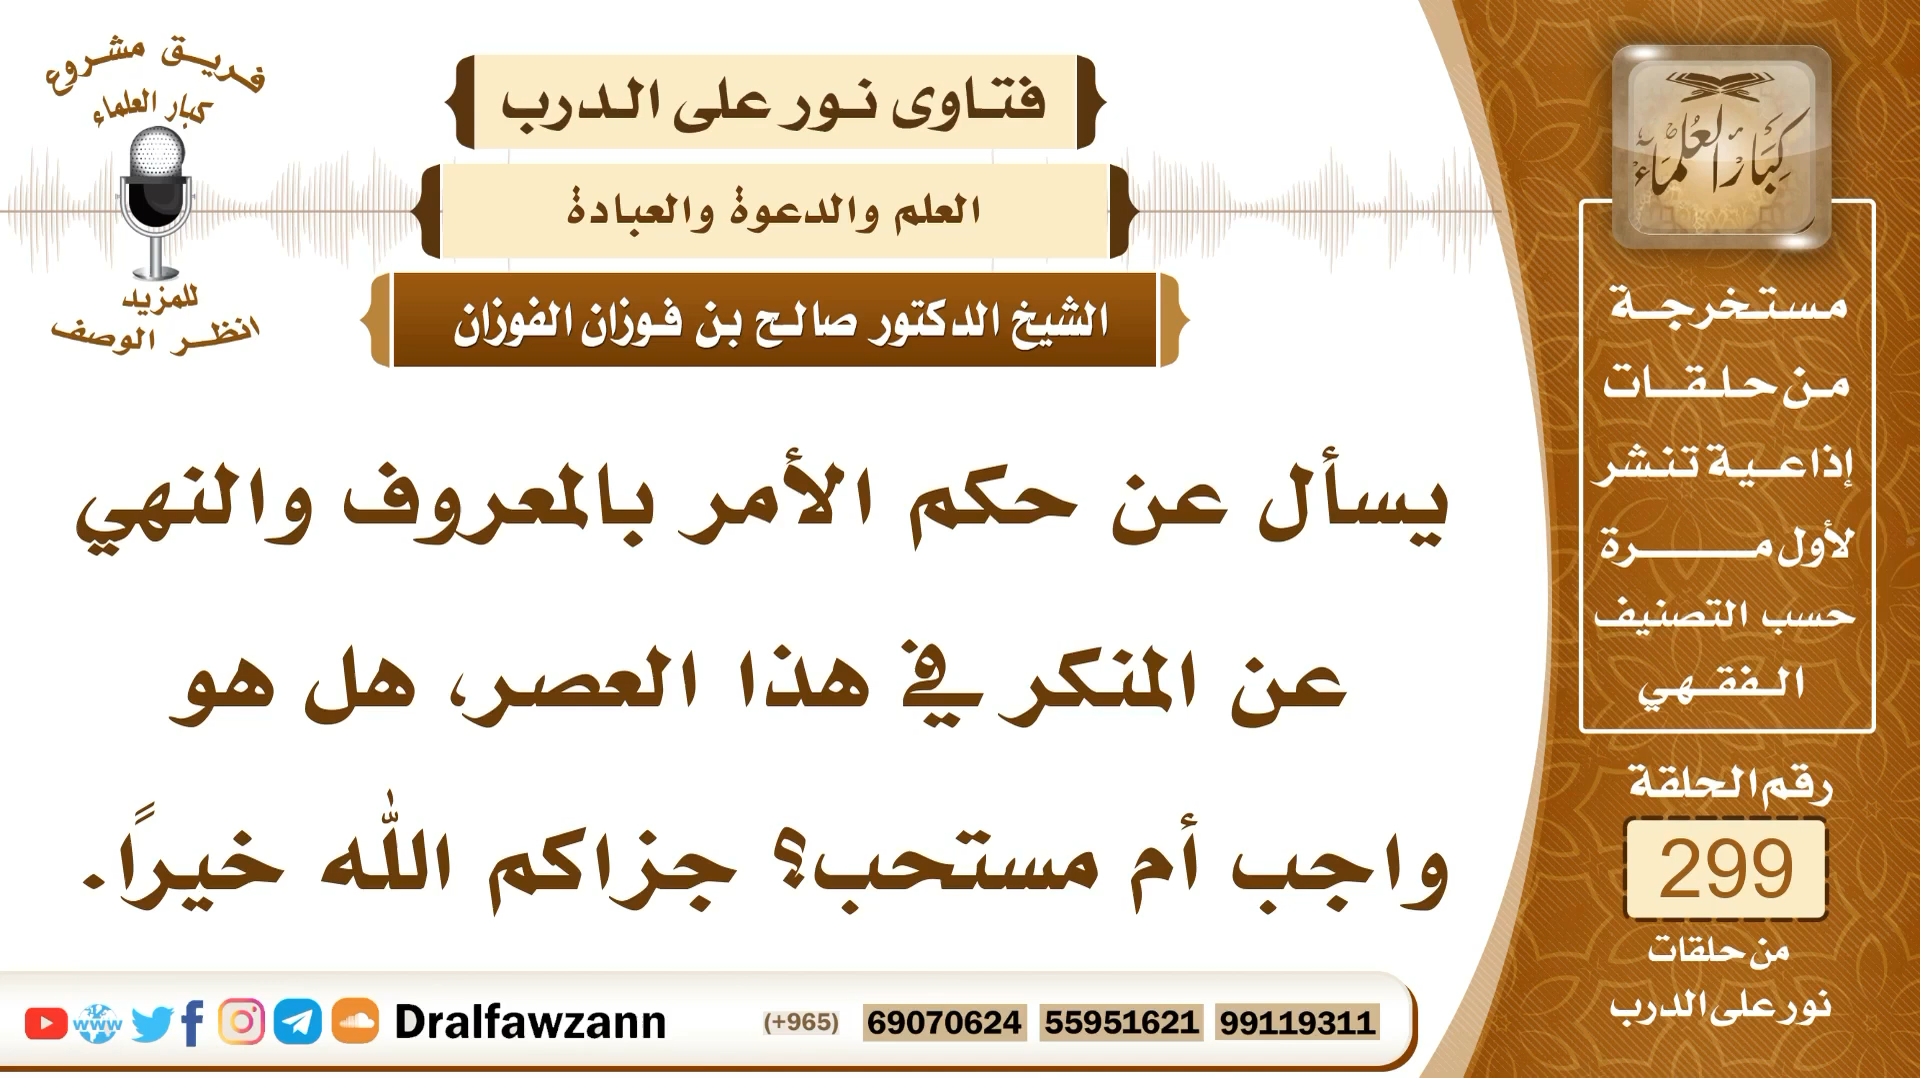 فريق مشروع
كبار العلماء
للمزيد
انظر الوصف
فتاوى نور على الدرب
العلم والدعوة والعبادة
الشيخ الدكتور صالح بن فوزان الفوزان
يسأل عن حكم الأمر بالمعروف والنهي
عن المنكر في هذا العصر، هل هو
واجب أم مستحب؟ جزاكم الله خيراً.
كبار العلماء
مستخرجة
من حلقات
إذاعية تنشر
لأول مرة
حسب التصنيف
الفقهي
رقم الحلقة
299
من حلقات
نور على الدرب
www Dralfawzann (+965) 69070624 55951621 99119311